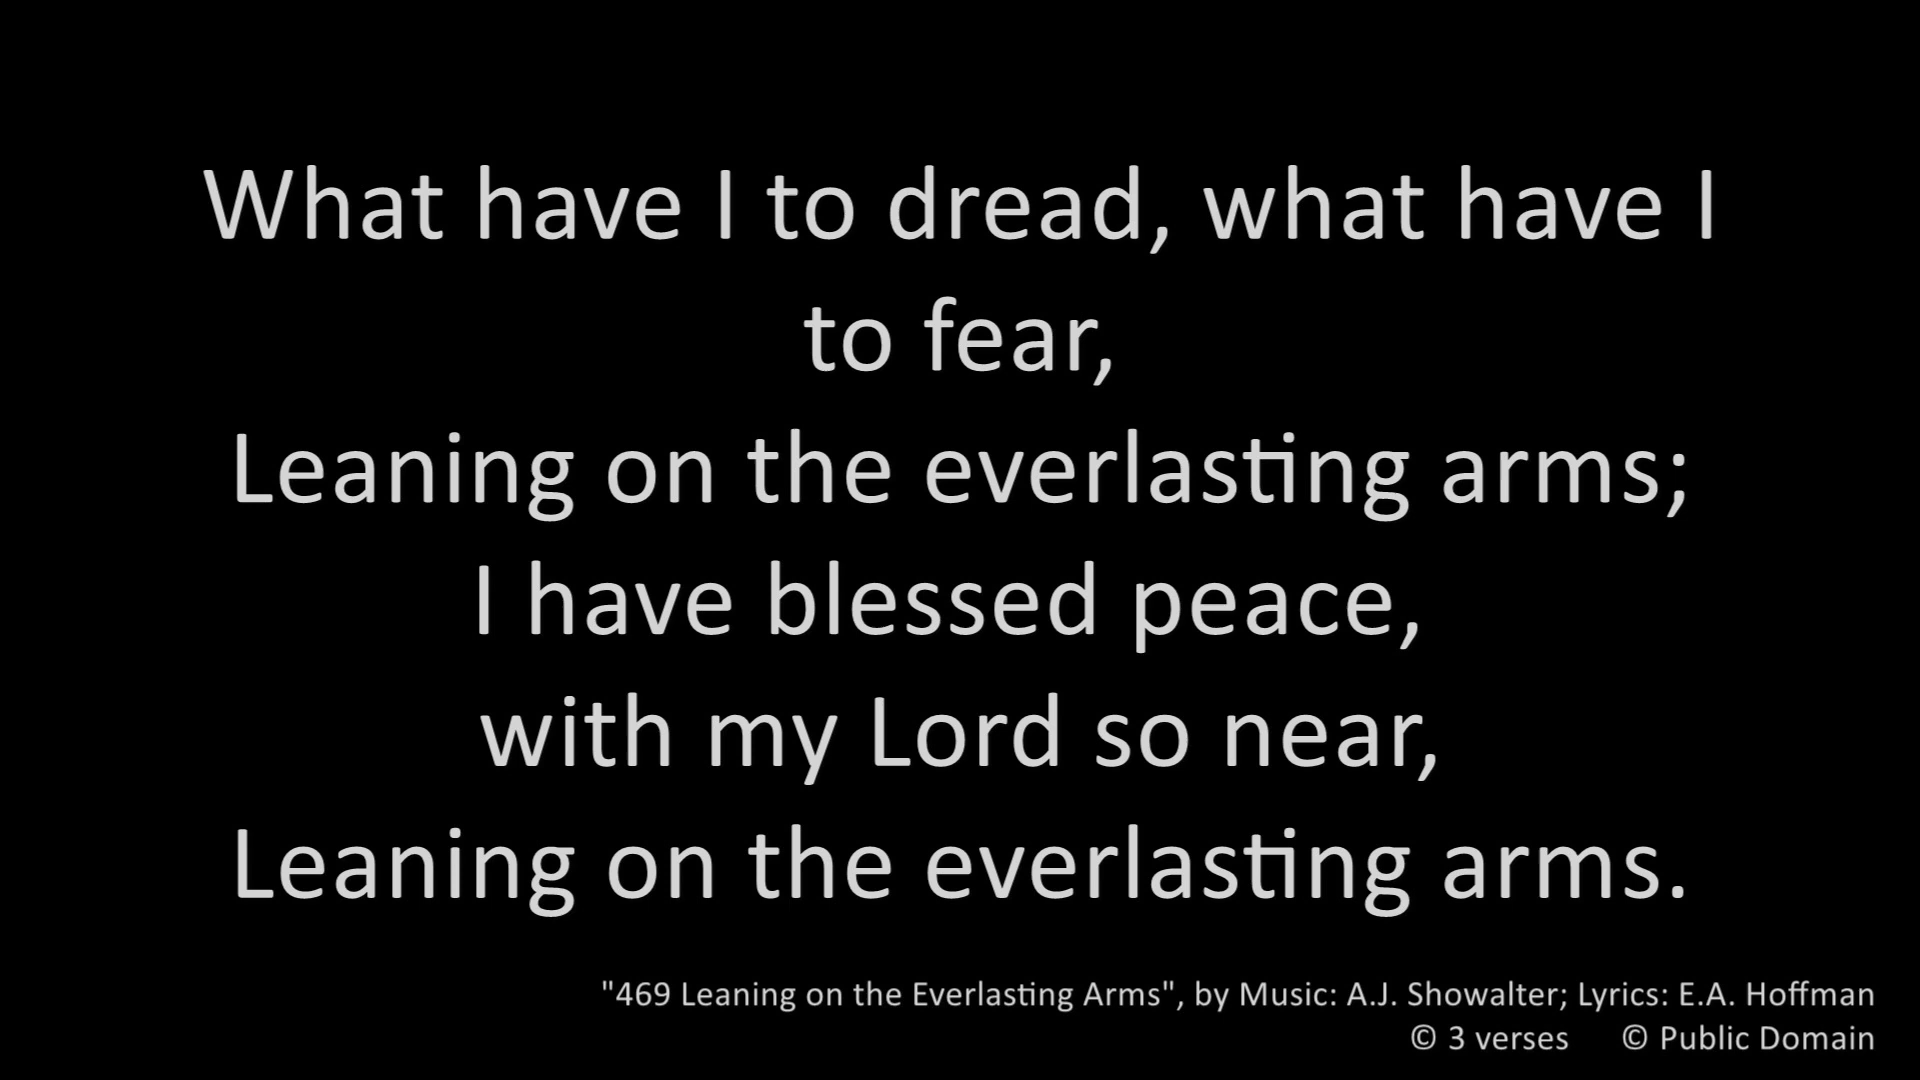 What have I to dread, what have I
to fear,
Leaning on the everlasting arms;
I have blessed peace,
with my Lord so near,
Leaning on the everlasting arms.
"469 Leaning on the Everlasting Arms", by Music: A.J. Showalter; Lyrics: E.A. Hoffman
© 3 verses © Public Domain